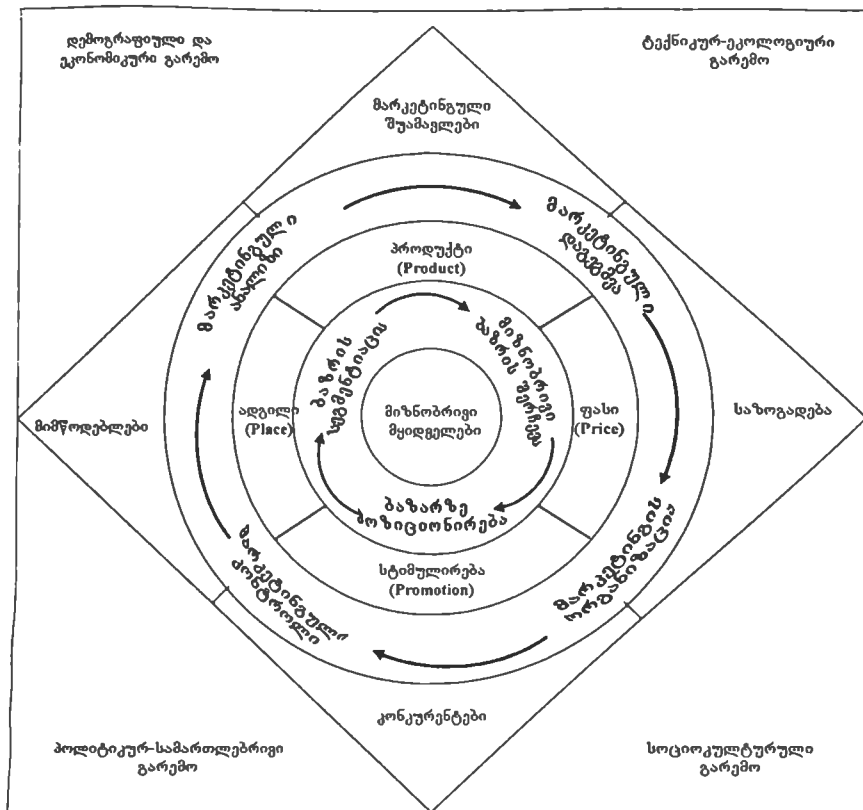 დემოგრაფიული და
ეკონომიკური გარემო
ტექნიკურ-ეკოლოგიური
გარემო
მარკეტინგული
შუამავლები
მარკეტინგული
ანალიზი
მარკეტინგული
დაგეგმვა
პროდუქტი
(Product)
ბაზრის
სეგმენტიაცია
მიზნობრივი
ბაზრის შერჩევა
მიმწოდებლები
ადგილი
(Place)
მიზნობრივი
მყიდველები
ფასი
(Price)
საზოგადება
ბაზარზე
პოზიციონირება
სტიმულირება
(Promotion)
მარკეტინგული
კონტროლი
მარკეტინგის
ორგანიზაცია
კონკურენტები
პოლიტიკურ-სამართლებრივი
გარემო
სოციოკულტურული
გარემო